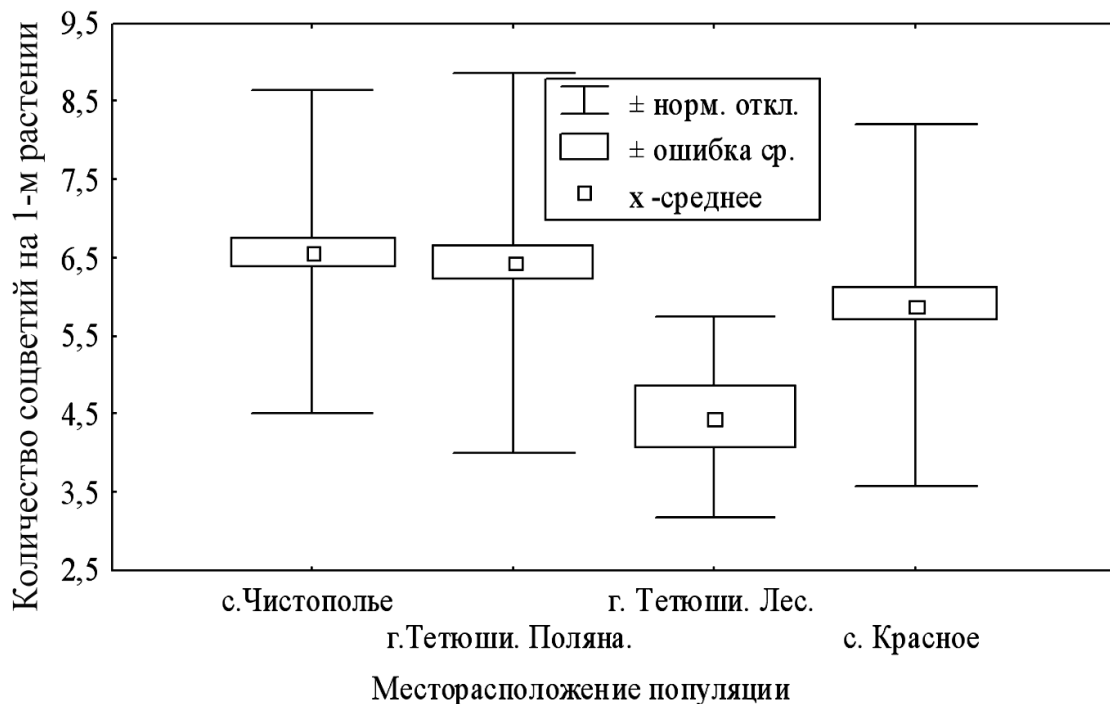 Количество соцветий на 1-м растении
9,5
8,5
7,5
6,5
5,5
4,5
3,5
2,5
± норм. откл.
± ошибка ср.
х -среднее
с.Чистополье
г.Тетюши. Поляна.
г. Тетюши. Лес.
с. Красное
Месторасположение популяции